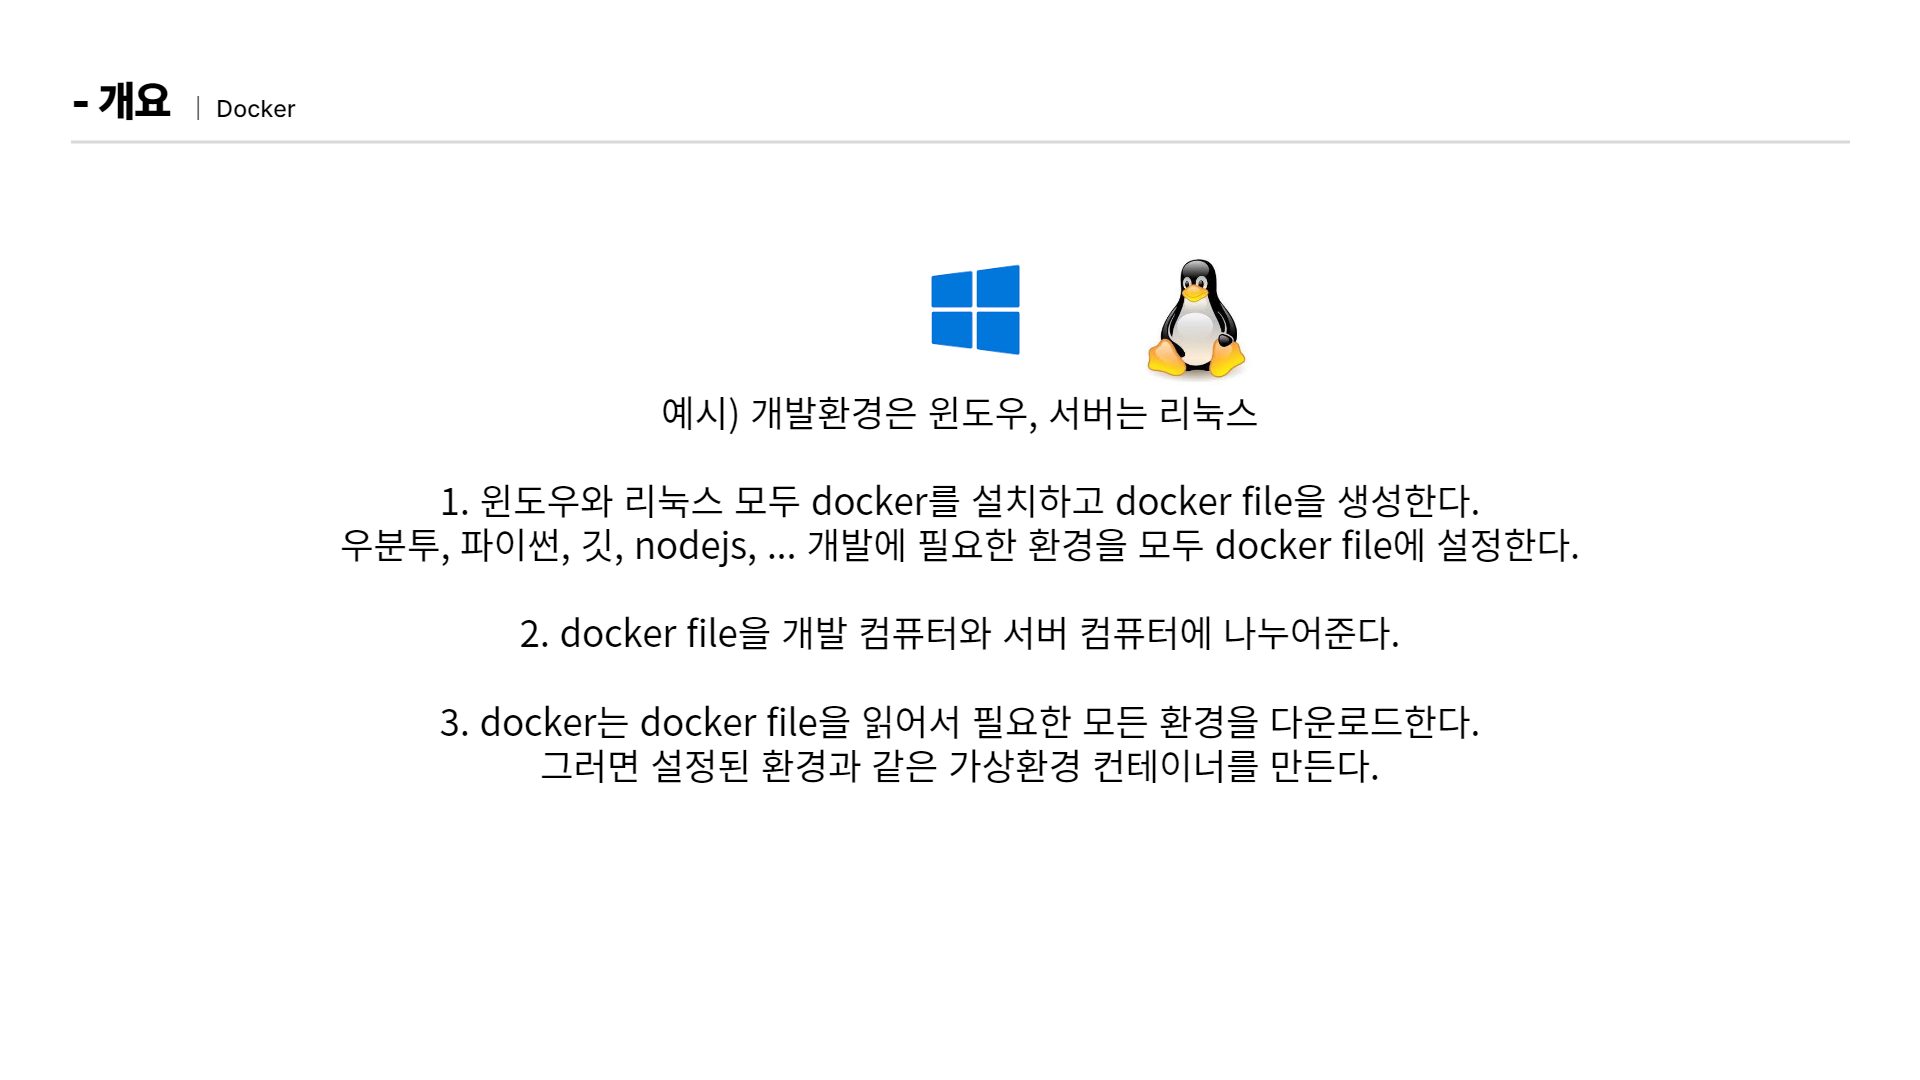 - 개요 | Docker
예시) 개발환경은 윈도우, 서버는 리눅스
1. 윈도우와 리눅스 모두 docker를 설치하고 docker file을 생성한다.
우분투, 파이썬, 깃, nodejs, ... 개발에 필요한 환경을 모두 docker file에 설정한다.
2. docker file을 개발 컴퓨터와 서버 컴퓨터에 나누어준다.
3. docker는 docker file을 읽어서 필요한 모든 환경을 다운로드한다.
그러면 설정된 환경과 같은 가상환경 컨테이너를 만든다.